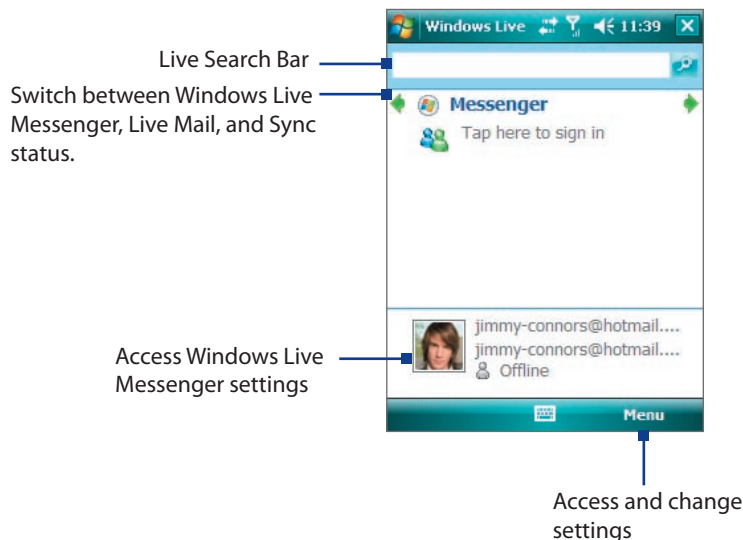 Windows Live 11:39
Live Search Bar
Switch between Windows Live
Messenger, Live Mail, and Sync
status.
Messenger
Tap here to sign in
Access Windows Live
Messenger settings
jimmy-connors@hotmail....
jimmy-connors@hotmail....
Offline
Menu
Access and change
settings